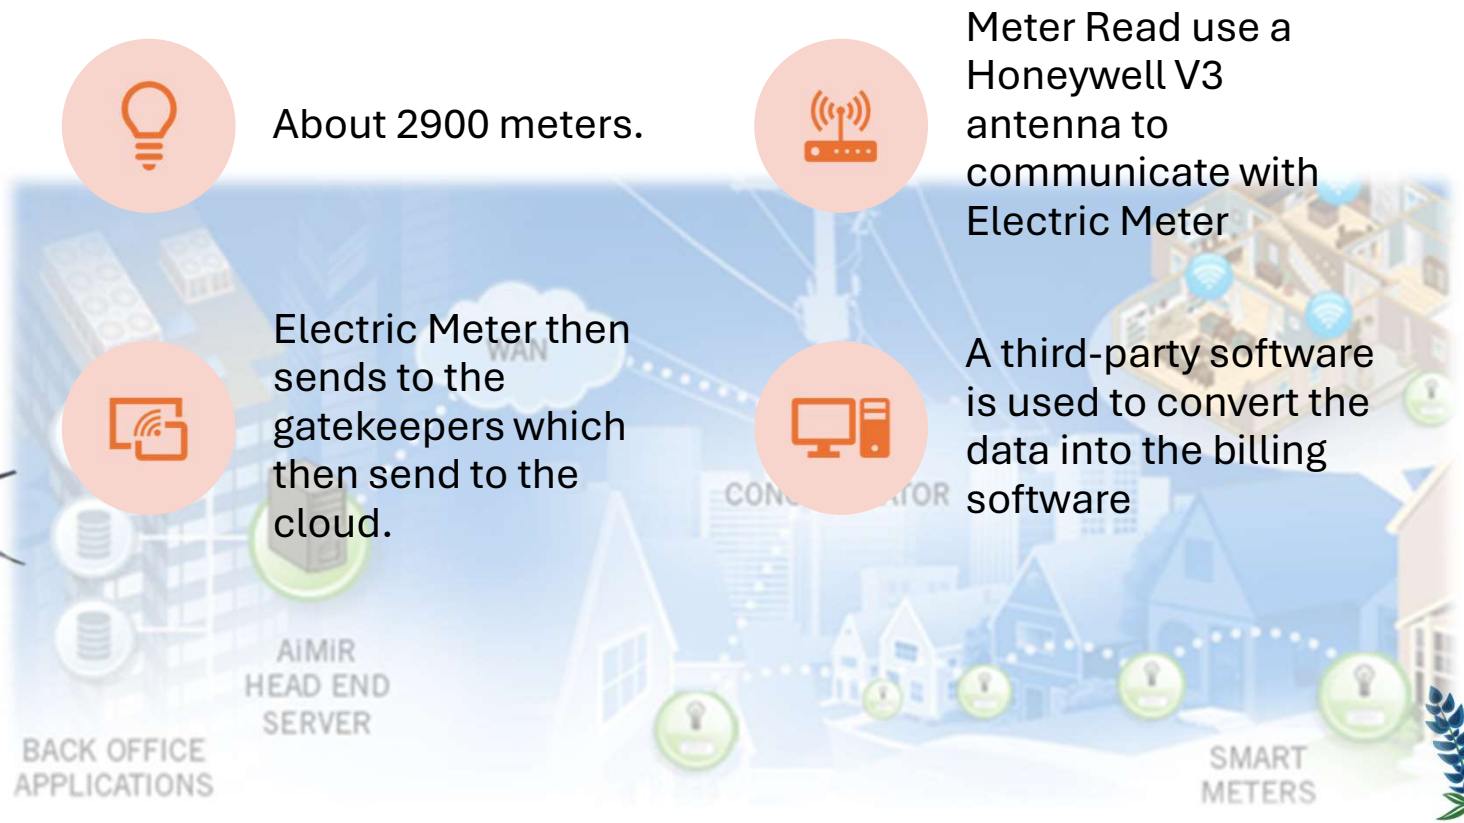 About 2900 meters.
Meter Read use a
Honeywell V3
antenna to
communicate with
Electric Meter
Electric Meter then
sends to the
gatekeepers which
then send to the
cloud.
A third-party software
is used to convert the
data into the billing
software
WAN
AiMiR
HEAD END
SERVER
BACK OFFICE
APPLICATIONS
SMART
METERS